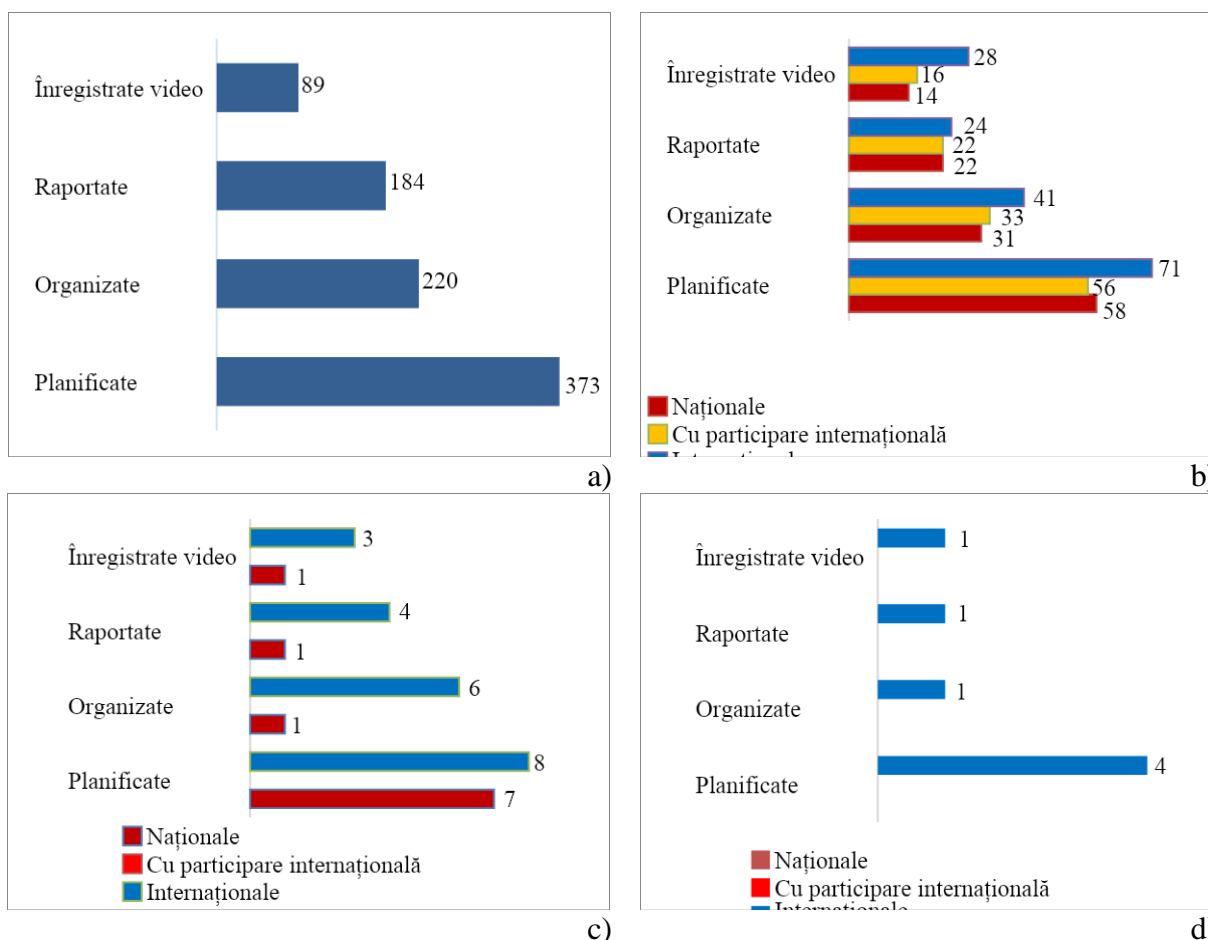 Înregistrate video 89
Raportate 184
Organizate 220
Planificate 373
a)
28
Înregistrate video 16
14
24
Raportate 22
22
41
Organizate 33
31
71
Planificate 56
58
Naționale
Cu participare internațională
Internaționale
b)
3
Înregistrate video
1
4
Raportate
1
6
Organizate
1
8
Planificate
7
Naționale
Cu participare internațională
Internaționale
c)
1
Înregistrate video
1
Raportate
1
Organizate
4
Planificate
Naționale
Cu participare internațională
Internaționale
d)